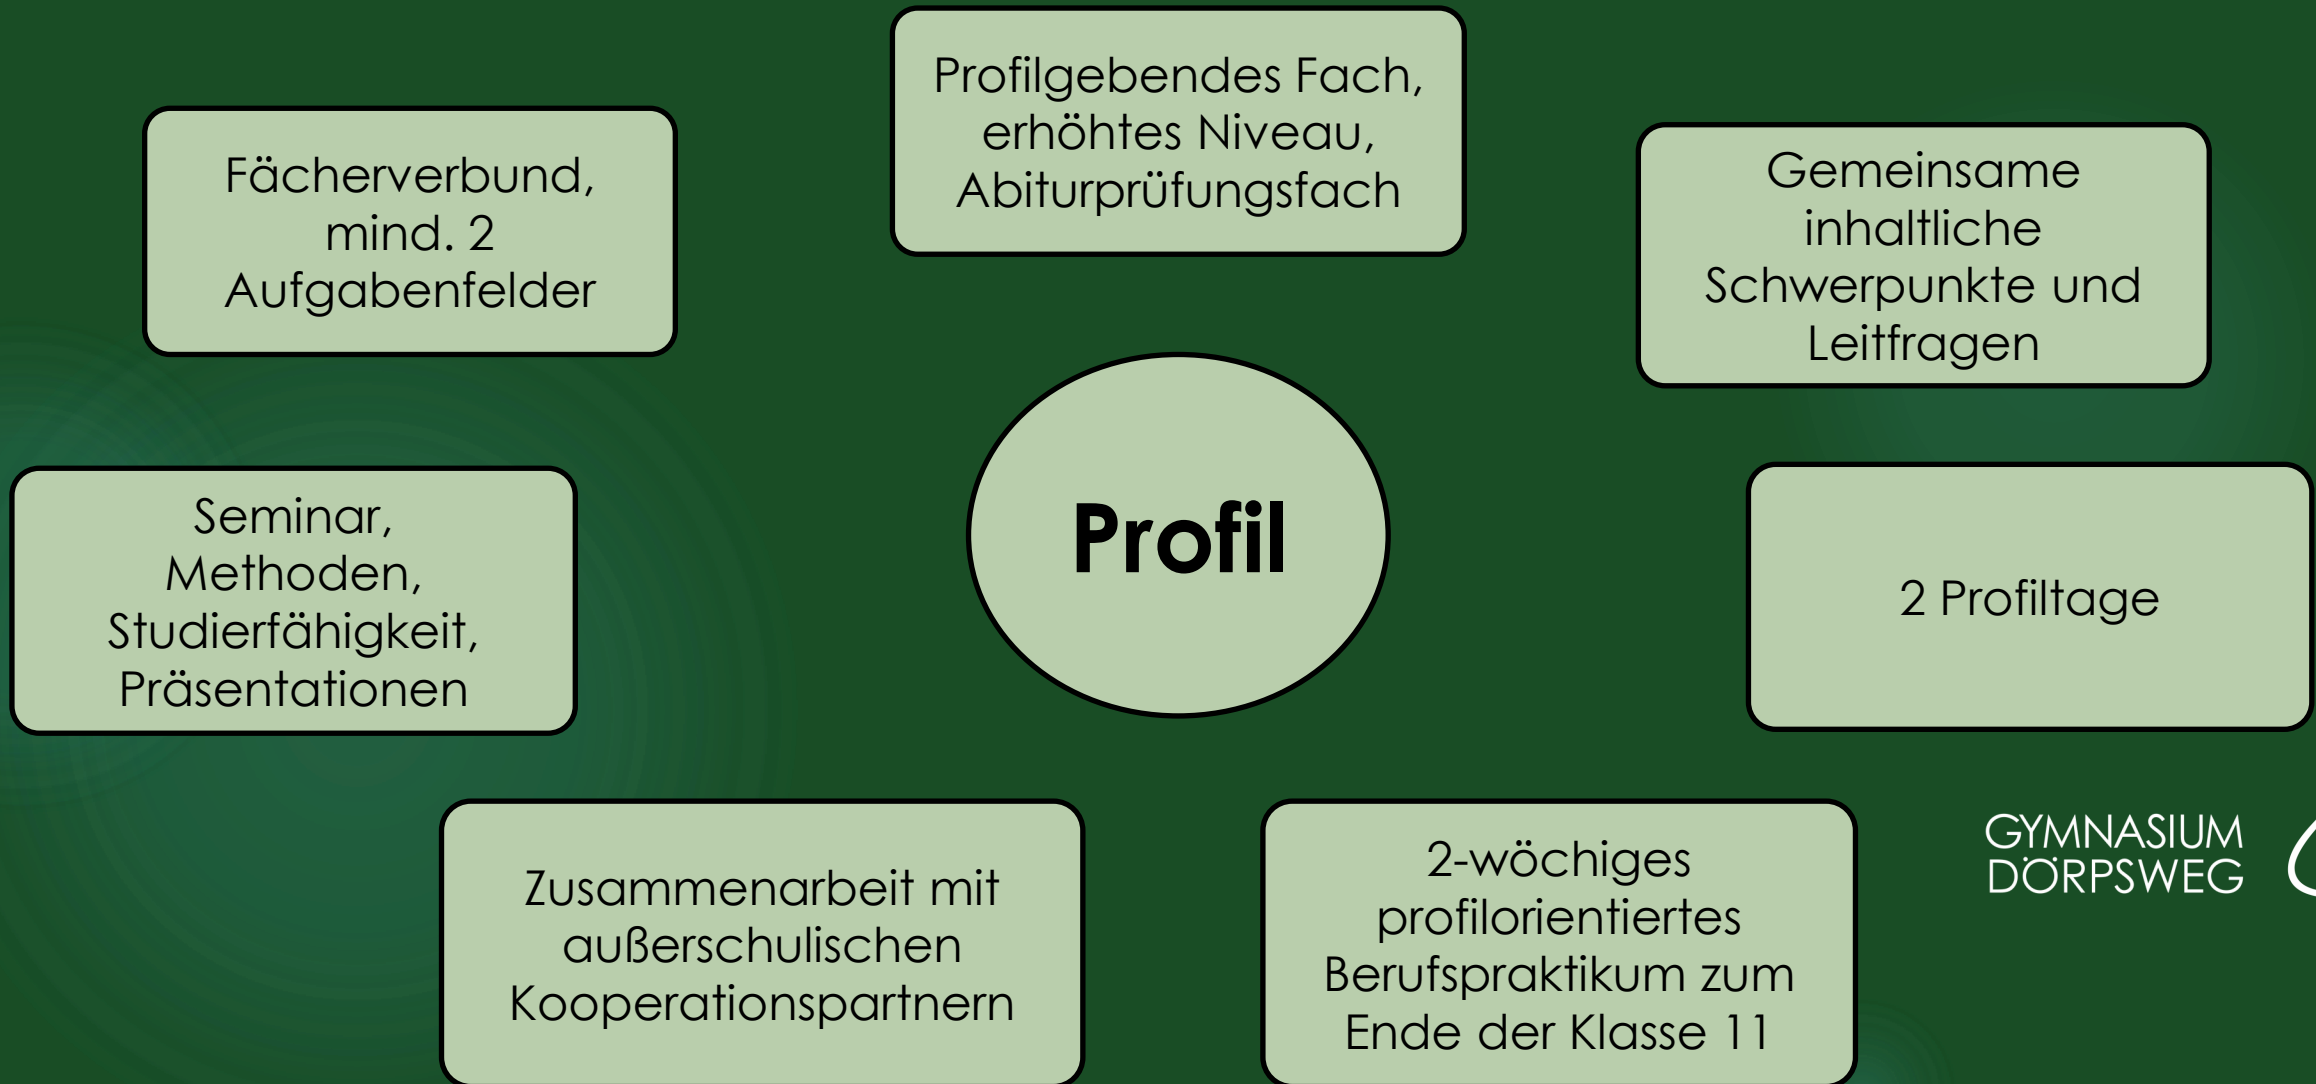 Profilgebendes Fach,
erhöhtes Niveau,
Abiturprüfungsfach
Fächerverbund,
mind. 2
Aufgabenfelder
Gemeinsame
inhaltliche
Schwerpunkte und
Leitfragen
Seminar,
Methoden,
Studierfähigkeit,
Präsentationen
Profil
2 Profiltage
Zusammenarbeit mit
außerschulischen
Kooperationspartnern
2-wöchiges
profilorientiertes
Berufspraktikum zum
Ende der Klasse 11
GYMNASIUM
DÖRPSWEG